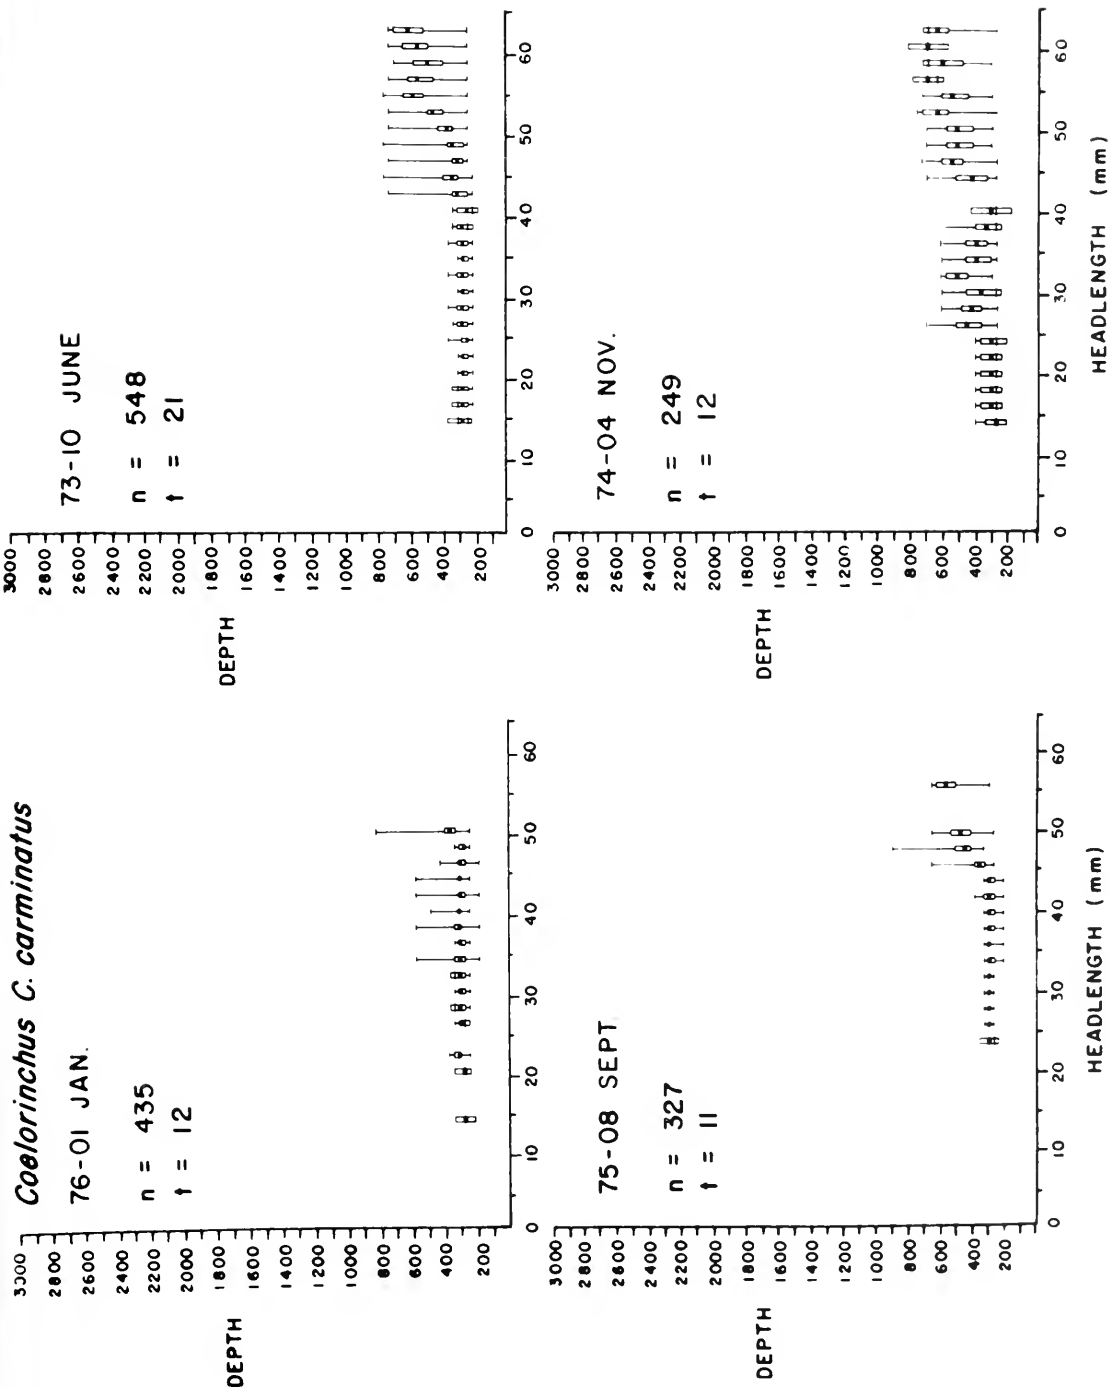 Coelorinchus C. carminatus
76-01 JAN.
n = 435
t = 12
3000
2800
2600
2400
2200
2000
1800
1600
1400
1200
1000
800
600
400
200
DEPTH
0 10 20 30 40 50 60
73-10 JUNE
n = 548
t = 21
3000
2800
2600
2400
2200
2000
1800
1600
1400
1200
1000
800
600
400
200
DEPTH
0 10 20 30 40 50 60
75-08 SEPT.
n = 327
t = 11
3000
2800
2600
2400
2200
2000
1800
1600
1400
1200
1000
800
600
400
200
DEPTH
0 10 20 30 40 50 60
HEADLENGTH (mm)
74-04 NOV.
n = 249
t = 12
3000
2800
2600
2400
2200
2000
1800
1600
1400
1200
1000
800
600
400
200
DEPTH
0 10 20 30 40 50 60
HEADLENGTH (mm)